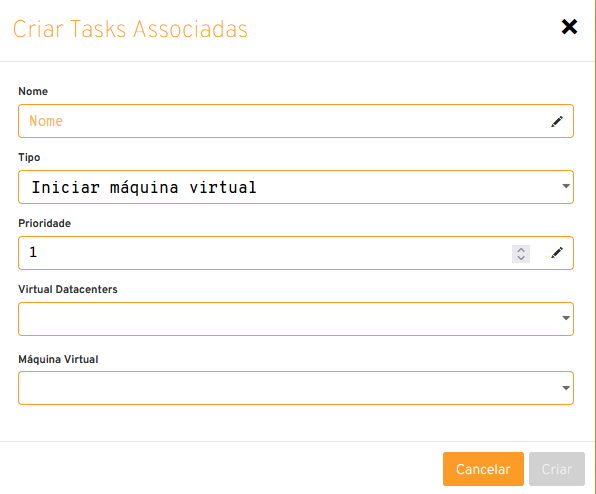 Criar Tasks Associadas
Nome
Nome
Tipo
Iniciar máquina virtual
Prioridade
1
Virtual Datacenters
Máquina Virtual
Cancelar
Criar